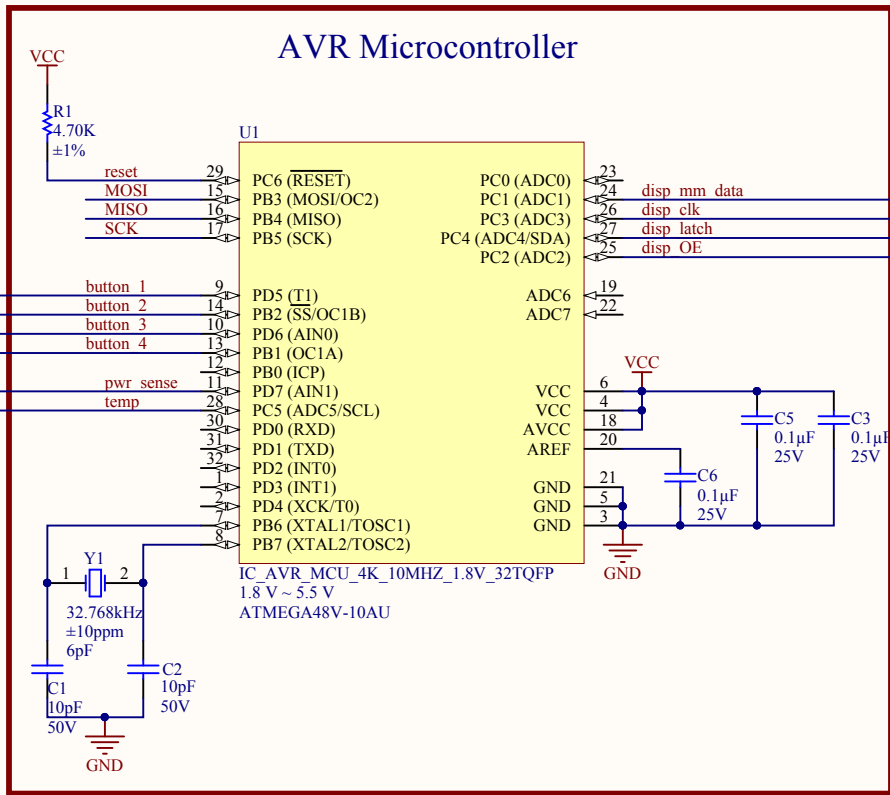 AVR Microcontroller
VCC
R1
4.70K
±1%
U1
reset 29 PC6 (RESET)
MOSI 15 PB3 (MOSI/OC2)
MISO 16 PB4 (MISO)
SCK 17 PB5 (SCK)
button_1 9 PD5 (T1)
button_2 14 PB2 (SS/OC1B)
button_3 10 PD6 (AIN0)
button_4 13 PB1 (OC1A)
12 PB0 (ICP)
pwr_sense 11 PD7 (AIN1)
temp 28 PC5 (ADC5/SCL)
30 PD0 (RXD)
31 PD1 (TXD)
32 PD2 (INT0)
1 PD3 (INT1)
2 PD4 (XCK/T0)
7 PB6 (XTAL1/TOSC1)
8 PB7 (XTAL2/TOSC2)
PC0 (ADC0) 23
PC1 (ADC1) 24 disp_mm_data
PC3 (ADC3) 26 disp_clk
PC4 (ADC4/SDA) 27 disp_latch
PC2 (ADC2) 25 disp_OE
ADC6 19
ADC7 22
VCC
VCC 6
VCC 4
AVCC 18
AREF 20
GND 21
GND 5
GND 3
C5
0.1µF
25V
C3
0.1µF
25V
C6
0.1µF
25V
GND
IC_AVR_MCU_4K_10MHZ_1.8V_32TQFP
1.8 V ~ 5.5 V
ATMEGA48V-10AU
Y1
1 2
32.768kHz
±10ppm
6pF
C1
10pF
50V
C2
10pF
50V
GND